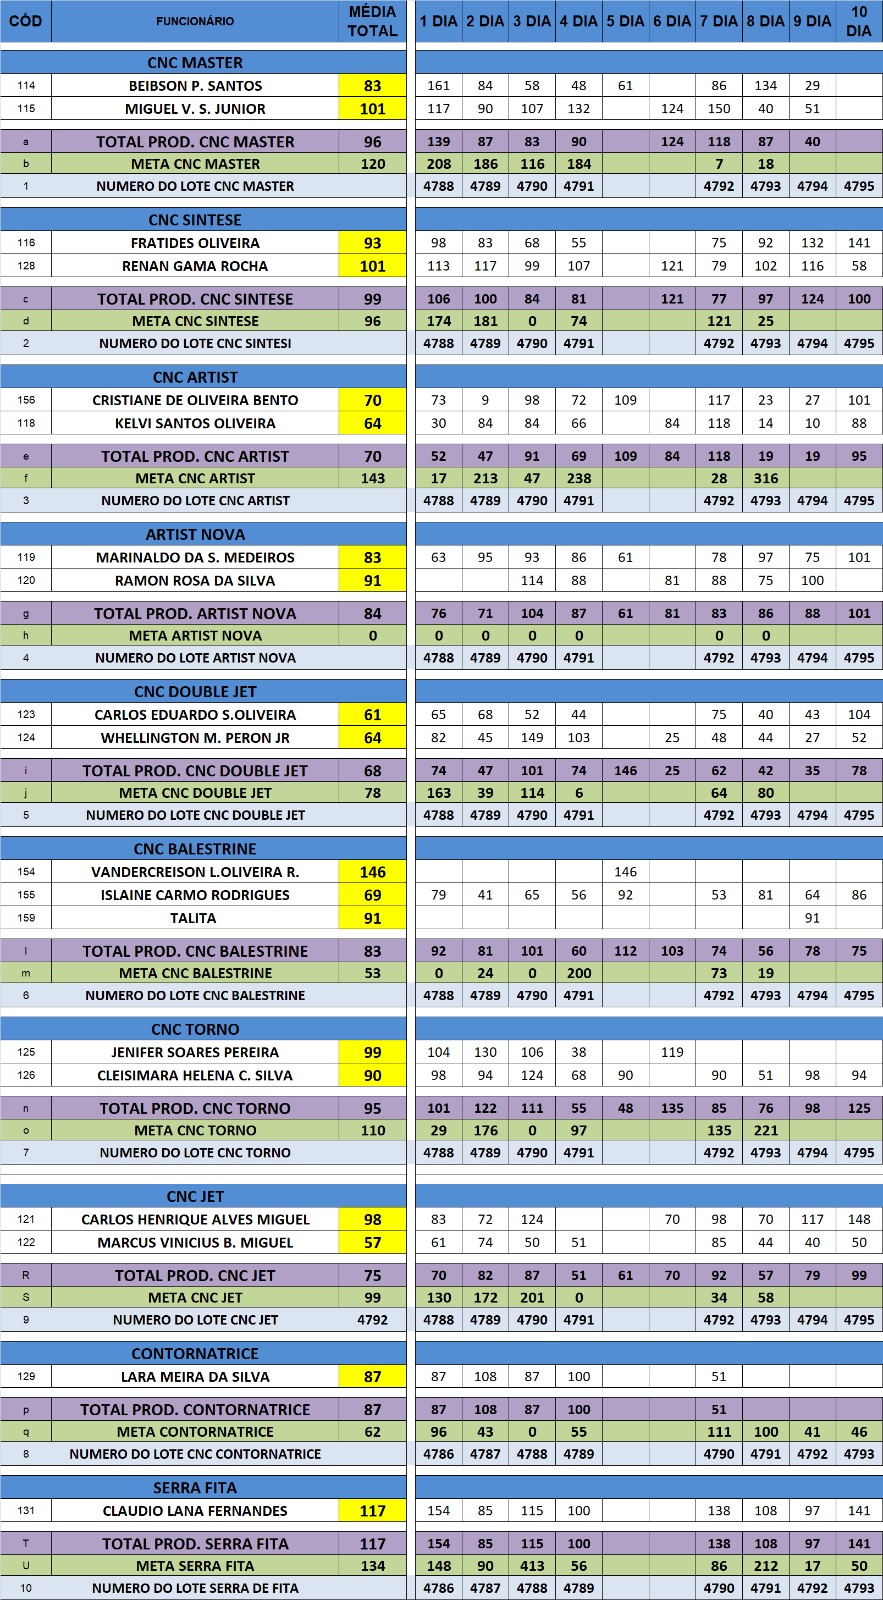 CÓD FUNCIONÁRIO MÉDIA TOTAL 1 DIA 2 DIA 3 DIA 4 DIA 5 DIA 6 DIA 7 DIA 8 DIA 9 DIA 10 DIA
CNC MASTER
114 BEIBSON P. SANTOS 83 161 84 58 48 61 86 134 29
115 MIGUEL V. S. JUNIOR 101 117 90 107 132 124 150 40 51
a TOTAL PROD. CNC MASTER 96 139 87 83 90 124 118 87 40
b META CNC MASTER 120 208 186 116 184 7 18
1 NUMERO DO LOTE CNC MASTER 4788 4789 4790 4791 4792 4793 4794 4795
CNC SINTESE
116 FRATIDES OLIVEIRA 93 98 83 68 55 75 92 132 141
128 RENAN GAMA ROCHA 101 113 117 99 107 121 79 102 116 58
c TOTAL PROD. CNC SINTESE 99 106 100 84 81 121 77 97 124 100
d META CNC SINTESE 96 174 181 0 74 121 25
2 NUMERO DO LOTE CNC SINTESI 4788 4789 4790 4791 4792 4793 4794 4795
CNC ARTIST
156 CRISTIANE DE OLIVEIRA BENTO 70 73 9 98 72 109 117 23 27 101
118 KELVI SANTOS OLIVEIRA 64 30 84 84 66 84 118 14 10 88
e TOTAL PROD. CNC ARTIST 70 52 47 91 69 109 84 118 19 19 95
f META CNC ARTIST 143 17 213 47 238 28 316
3 NUMERO DO LOTE CNC ARTIST 4788 4789 4790 4791 4792 4793 4794 4795
ARTIST NOVA
119 MARINALDO DA S. MEDEIROS 83 63 95 93 86 61 78 97 75 101
120 RAMON ROSA DA SILVA 91 114 88 81 88 75 100
g TOTAL PROD. ARTIST NOVA 84 76 71 104 87 61 81 83 86 88 101
h META ARTIST NOVA 0 0 0 0 0 0 0
4 NUMERO DO LOTE ARTIST NOVA 4788 4789 4790 4791 4792 4793 4794 4795
CNC DOUBLE JET
123 CARLOS EDUARDO S.OLIVEIRA 61 65 68 52 44 75 40 43 104
124 WHELLINGTON M. PERON JR 64 82 45 149 103 25 48 44 27 52
i TOTAL PROD. CNC DOUBLE JET 68 74 47 101 74 146 25 62 42 35 78
j META CNC DOUBLE JET 78 163 39 114 6 64 80
5 NUMERO DO LOTE CNC DOUBLE JET 4788 4789 4790 4791 4792 4793 4794 4795
CNC BALESTRINE
154 VANDERCREISON L.OLIVEIRA R. 146 146
155 ISLAINE CARMO RODRIGUES 69 79 41 65 56 92 53 81 64 86
159 TALITA 91 91
l TOTAL PROD. CNC BALESTRINE 83 92 81 101 60 112 103 74 56 78 75
m META CNC BALESTRINE 53 0 24 0 200 73 19
6 NUMERO DO LOTE CNC BALESTRINE 4788 4789 4790 4791 4792 4793 4794 4795
CNC TORNO
125 JENIFER SOARES PEREIRA 99 104 130 106 38 119
126 CLEISIMARA HELENA C. SILVA 90 98 94 124 68 90 90 51 98 94
n TOTAL PROD. CNC TORNO 95 101 122 111 55 48 135 85 76 98 125
o META CNC TORNO 110 29 176 0 97 135 221
7 NUMERO DO LOTE CNC TORNO 4788 4789 4790 4791 4792 4793 4794 4795
CNC JET
121 CARLOS HENRIQUE ALVES MIGUEL 98 83 72 124 70 98 70 117 148
122 MARCUS VINICIUS B. MIGUEL 57 61 74 50 51 85 44 40 50
R TOTAL PROD. CNC JET 75 70 82 87 51 61 70 92 57 79 99
S META CNC JET 99 130 172 201 0 34 58
9 NUMERO DO LOTE CNC JET 4792 4788 4789 4790 4791 4792 4793 4794 4795
CONTORNATRICE
129 LARA MEIRA DA SILVA 87 87 108 87 100 51
p TOTAL PROD. CONTORNATRICE 87 87 108 87 100 51
q META CONTORNATRICE 62 96 43 0 55 111 100 41 46
8 NUMERO DO LOTE CNC CONTORNATRICE 4786 4787 4788 4789 4790 4791 4792 4793
SERRA FITA
131 CLAUDIO LANA FERNANDES 117 154 85 115 100 138 108 97 141
T TOTAL PROD. SERRA FITA 117 154 85 115 100 138 108 97 141
U META SERRA FITA 134 148 90 413 56 86 212 17 50
10 NUMERO DO LOTE SERRA DE FITA 4786 4787 4788 4789 4790 4791 4792 4793